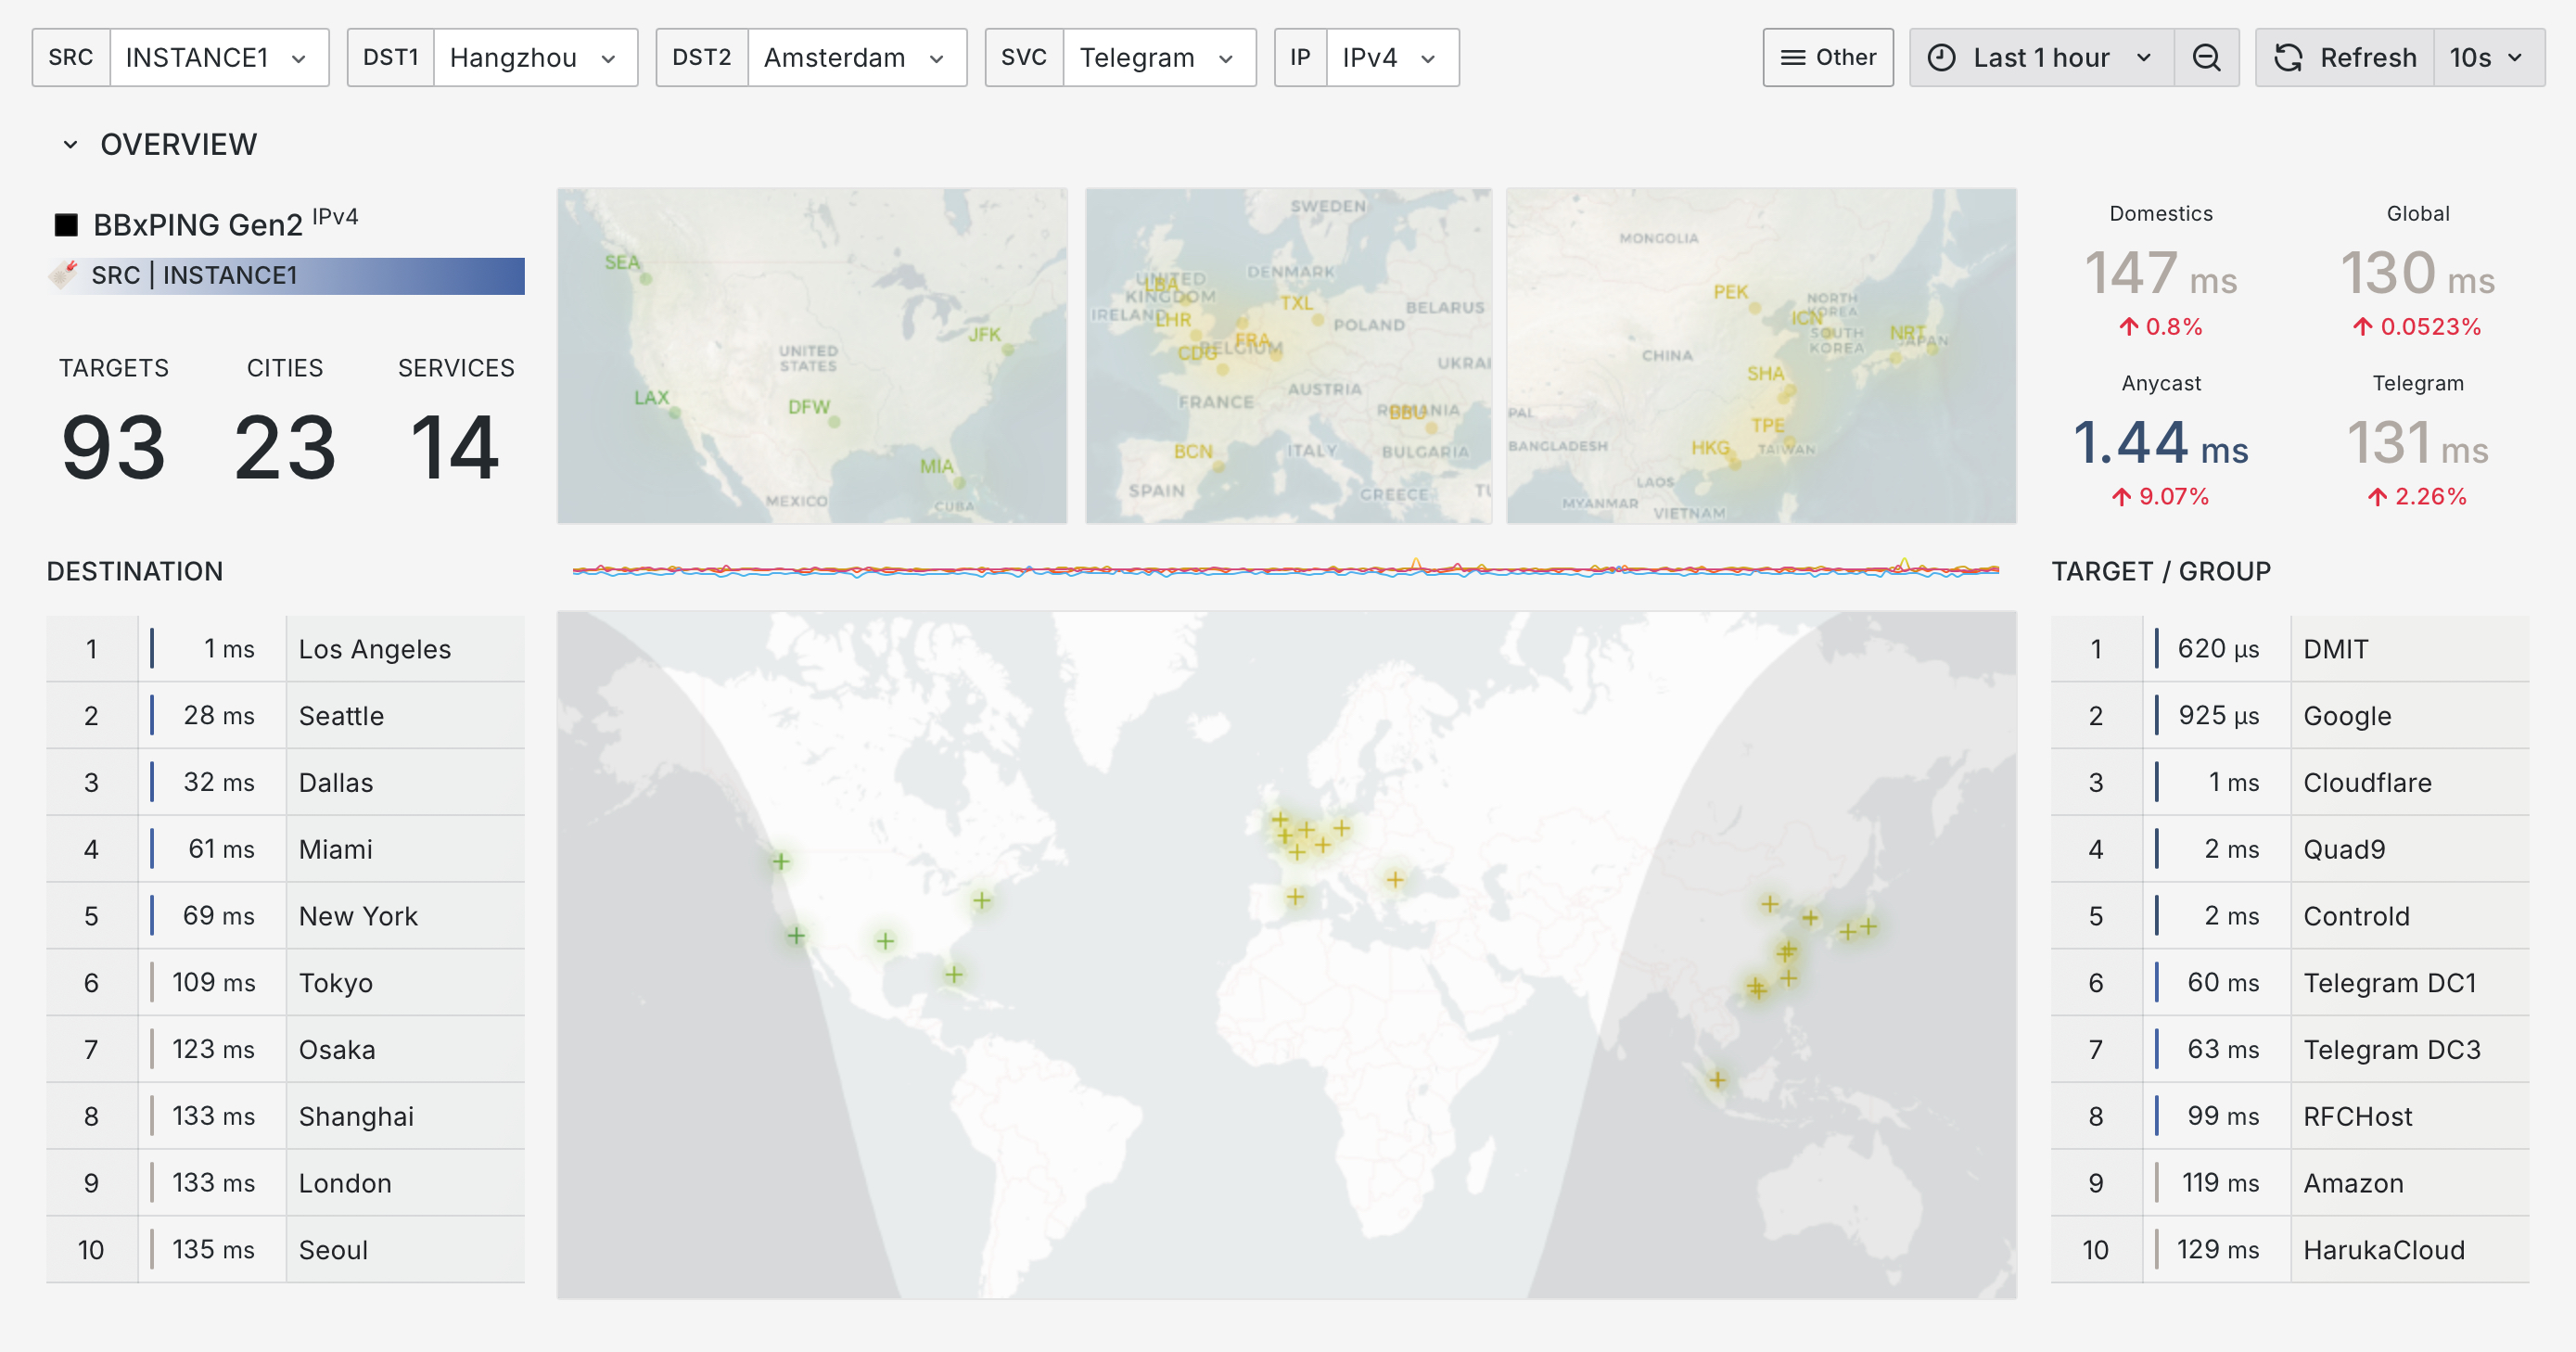 SRC INSTANCE1 DST1 Hangzhou DST2 Amsterdam SVC Telegram IP IPv4 Other Last 1 hour Refresh 10s
OVERVIEW
BBxPING Gen2 IPv4
SRC | INSTANCE1
TARGETS CITIES SERVICES
93 23 14
SEA
JFK
UNITED
STATES
LAX
DFW
MIA
MEXICO
CUBA
SWEDEN
DENMARK
UNITED
LBA
KINGDOM
TXL
BELARUS
IRELAND
LHR
POLAND
FRA
BELGIUM
CDG
UKRAI
AUSTRIA
FRANCE
ROMANIA
BBU
BCN
ITALY
BULGARIA
SPAIN
GREECE
TU
MONGOLIA
PEK
NORTH
KOREA
ICN
SOUTH
KOREA
NRT
JAPAN
CHINA
SHA
PAL
TPE
BANGLADESH
HKG
TAIWAN
LAOS
MYANMAR
VIETNAM
Domestics Global
147 ms 130 ms
0.8% 0.0523%
Anycast Telegram
1.44 ms 131 ms
9.07% 2.26%
DESTINATION
1 1 ms Los Angeles
2 28 ms Seattle
3 32 ms Dallas
4 61 ms Miami
5 69 ms New York
6 109 ms Tokyo
7 123 ms Osaka
8 133 ms Shanghai
9 133 ms London
10 135 ms Seoul
TARGET / GROUP
1 620 µs DMIT
2 925 µs Google
3 1 ms Cloudflare
4 2 ms Quad9
5 2 ms Controld
6 60 ms Telegram DC1
7 63 ms Telegram DC3
8 99 ms RFCHost
9 119 ms Amazon
10 129 ms HarukaCloud